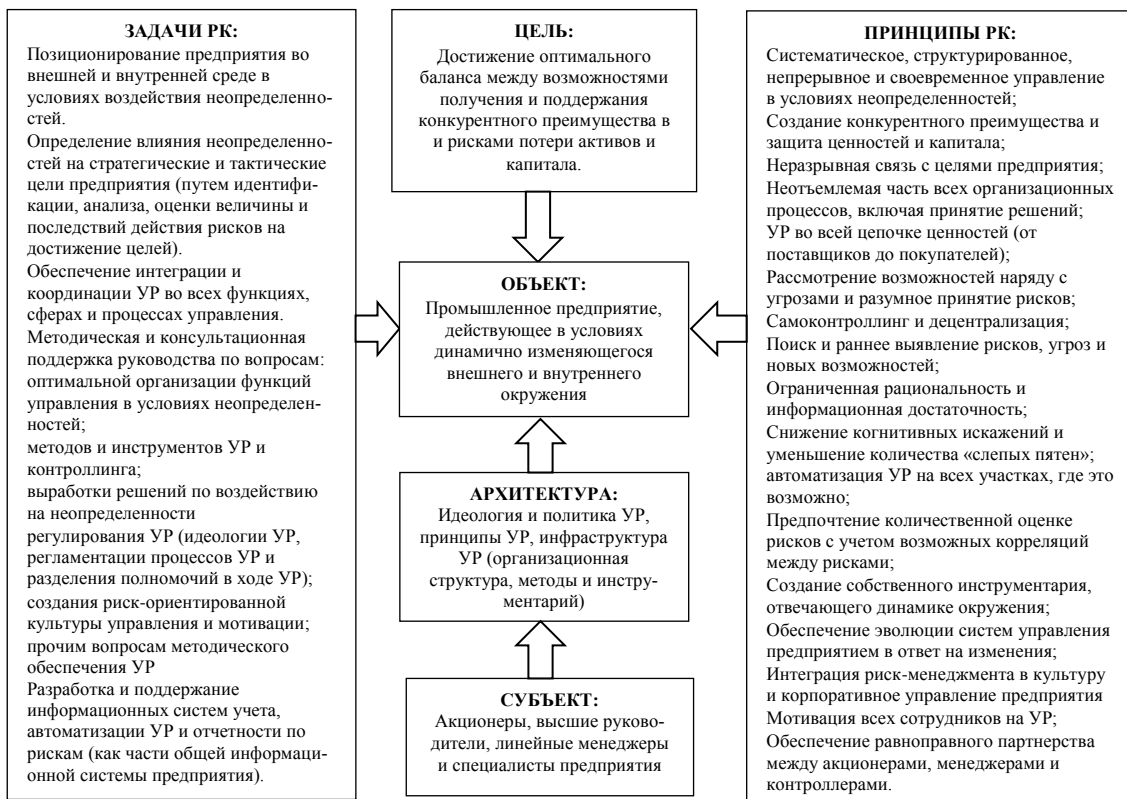 ЗАДАЧИ РК:
Позиционирование предприятия во
внешней и внутренней среде в
условиях воздействия неопределенно-
стей.
Определение влияния неопределенно-
стей на стратегические и тактические
цели предприятия (путем идентифи-
кации, анализа, оценки величины и
последствий действия рисков на
достижение целей).
Обеспечение интеграции и
координации УР во всех функциях,
сферах и процессах управления.
Методическая и консультационная
поддержка руководства по вопросам:
оптимальной организации функций
управления в условиях неопределен-
ностей;
методов и инструментов УР и
контроллинга;
выработки решений по воздействию
на неопределенности
регулирования УР (идеологии УР,
регламентации процессов УР и
разделения полномочий в ходе УР);
создания риск-ориентированной
культуры управления и мотивации;
прочим вопросам методического
обеспечения УР
Разработка и поддержание
информационных систем учета,
автоматизации УР и отчетности по
рискам (как части общей информаци-
онной системы предприятия).
ЦЕЛЬ:
Достижение оптимального
баланса между возможностями
получения и поддержания
конкурентного преимущества в
и рисками потери активов и
капитала.
ОБЪЕКТ:
Промышленное предприятие,
действующее в условиях
динамично изменяющегося
внешнего и внутреннего
окружения
АРХИТЕКТУРА:
Идеология и политика УР,
принципы УР, инфраструктура
УР (организационная
структура, методы и инстру-
ментарий)
СУБЪЕКТ:
Акционеры, высшие руково-
дители, линейные менеджеры
и специалисты предприятия
ПРИНЦИПЫ РК:
Систематическое, структурированное,
непрерывное и своевременное управление
в условиях неопределенностей;
Создание конкурентного преимущества и
защита ценностей и капитала;
Неразрывная связь с целями предприятия;
Неотъемлемая часть всех организационных
процессов, включая принятие решений;
УР во всей цепочке ценностей (от
поставщиков до покупателей);
Рассмотрение возможностей наряду с
угрозами и разумное принятие рисков;
Самоконтроллинг и децентрализация;
Поиск и раннее выявление рисков, угроз и
новых возможностей;
Ограниченная рациональность и
информационная достаточность;
Снижение когнитивных искажений и
уменьшение количества «слепых пятен»;
автоматизация УР на всех участках, где это
возможно;
Предпочтение количественной оценке
рисков с учетом возможных корреляций
между рисками;
Создание собственного инструментария,
отвечающего динамике окружения;
Обеспечение эволюции систем управления
предприятием в ответ на изменения;
Интеграция риск-менеджмента в культуру
и корпоративное управление предприятия
Мотивация всех сотрудников на УР;
Обеспечение равноправного партнерства
между акционерами, менеджерами и
контроллерами.